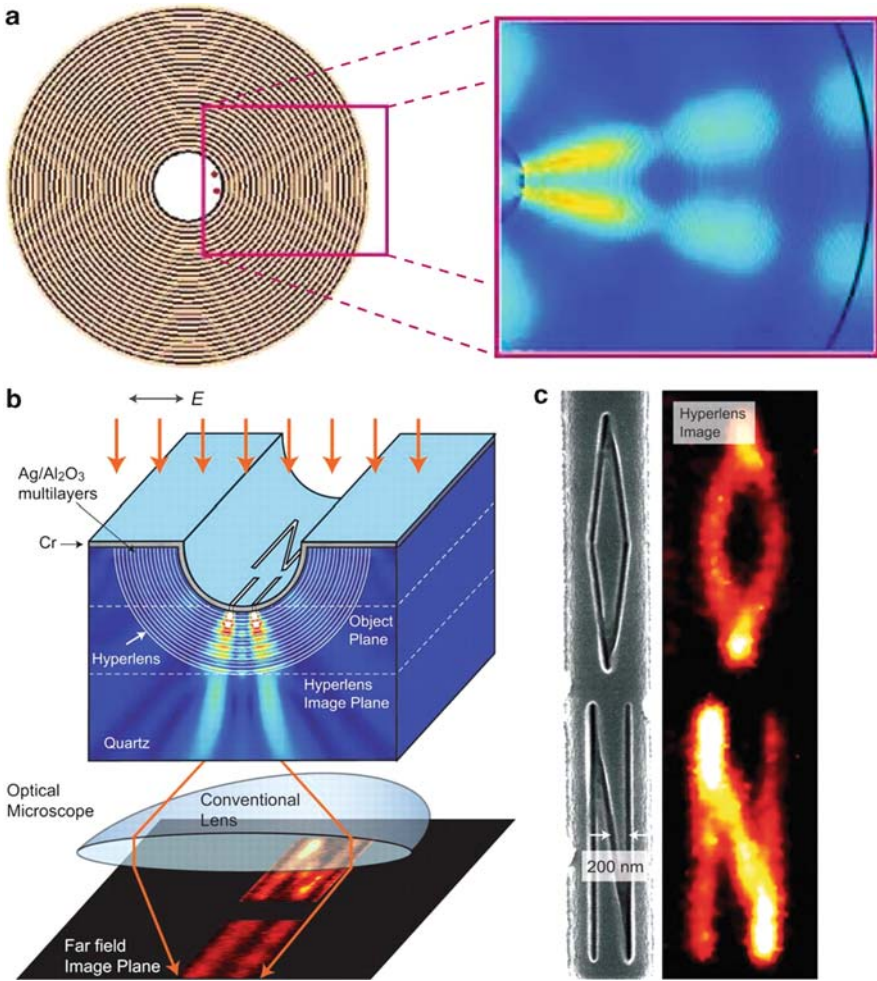 a
b
E
Ag/Al₂O₃
multilayers
Cr
Hyperlens
Object
Plane
Hyperlens
Image Plane
Quartz
Optical
Microscope
Conventional
Lens
Far field
Image Plane
c
Hyperlens
Image
200 nm